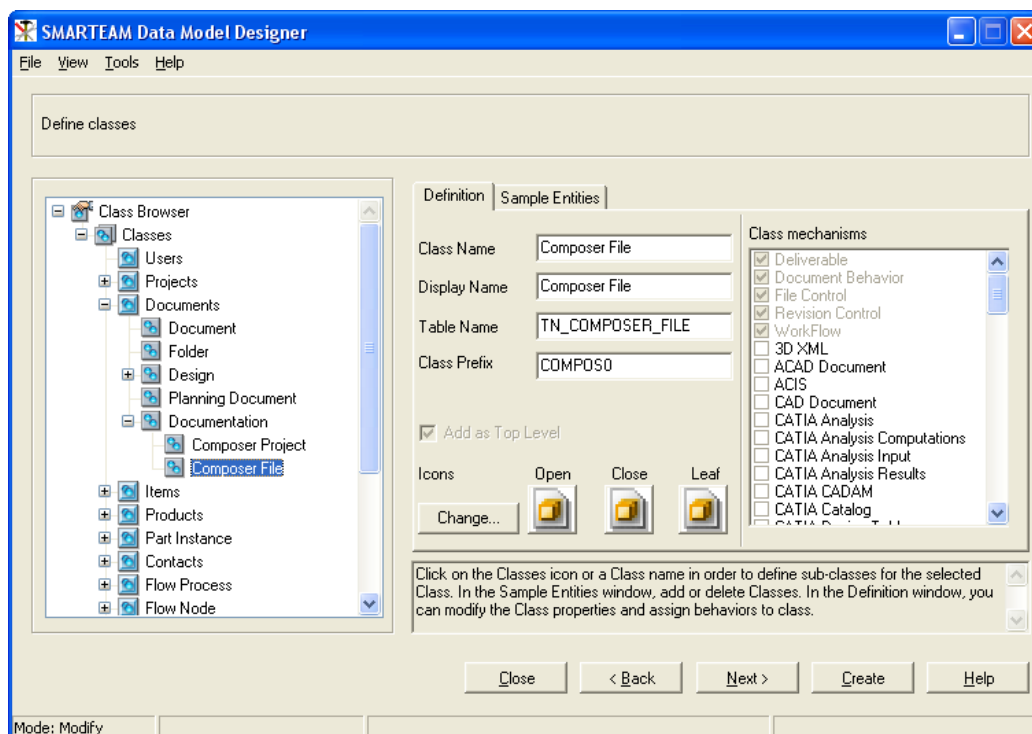 SMARTEAM Data Model Designer
File View Tools Help
Define classes
Class Browser
Classes
Users
Projects
Documents
Document
Folder
Design
Planning Document
Documentation
Composer Project
Composer File
Items
Products
Part Instance
Contacts
Flow Process
Flow Node
Definition Sample Entities
Class Name Composer File
Display Name Composer File
Table Name TN_COMPOSER_FILE
Class Prefix COMPOS0
Add as Top Level
Icons Open Close Leaf
Change...
Class mechanisms
Deliverable
Document Behavior
File Control
Revision Control
WorkFlow
3D XML
ACAD Document
ACIS
CAD Document
CATIA Analysis
CATIA Analysis Computations
CATIA Analysis Input
CATIA Analysis Results
CATIA CADAM
CATIA Catalog
CATIA Design Table
Click on the Classes icon or a Class name in order to define sub-classes for the selected
Class. In the Sample Entities window, add or delete Classes. In the Definition window, you
can modify the Class properties and assign behaviors to class.
Close < Back Next > Create Help
Mode: Modify